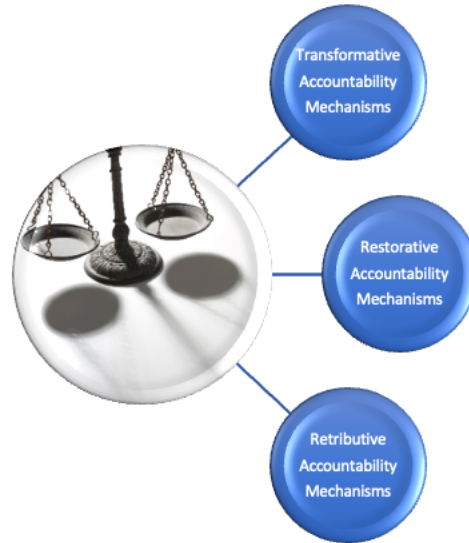 Transformative
Accountability
Mechanisms
Restorative
Accountability
Mechanisms
Retributive
Accountability
Mechanisms